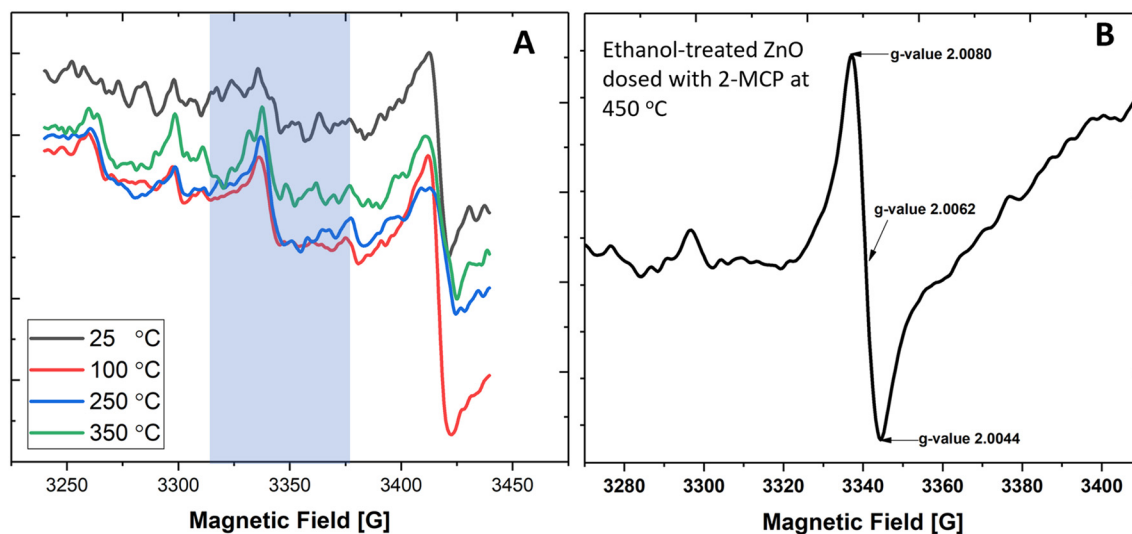 A
25 °C
100 °C
250 °C
350 °C
3250 3300 3350 3400 3450
Magnetic Field [G]
B
Ethanol-treated ZnO
dosed with 2-MCP at
450 °C
g-value 2.0080
g-value 2.0062
g-value 2.0044
3280 3300 3320 3340 3360 3380 3400
Magnetic Field [G]